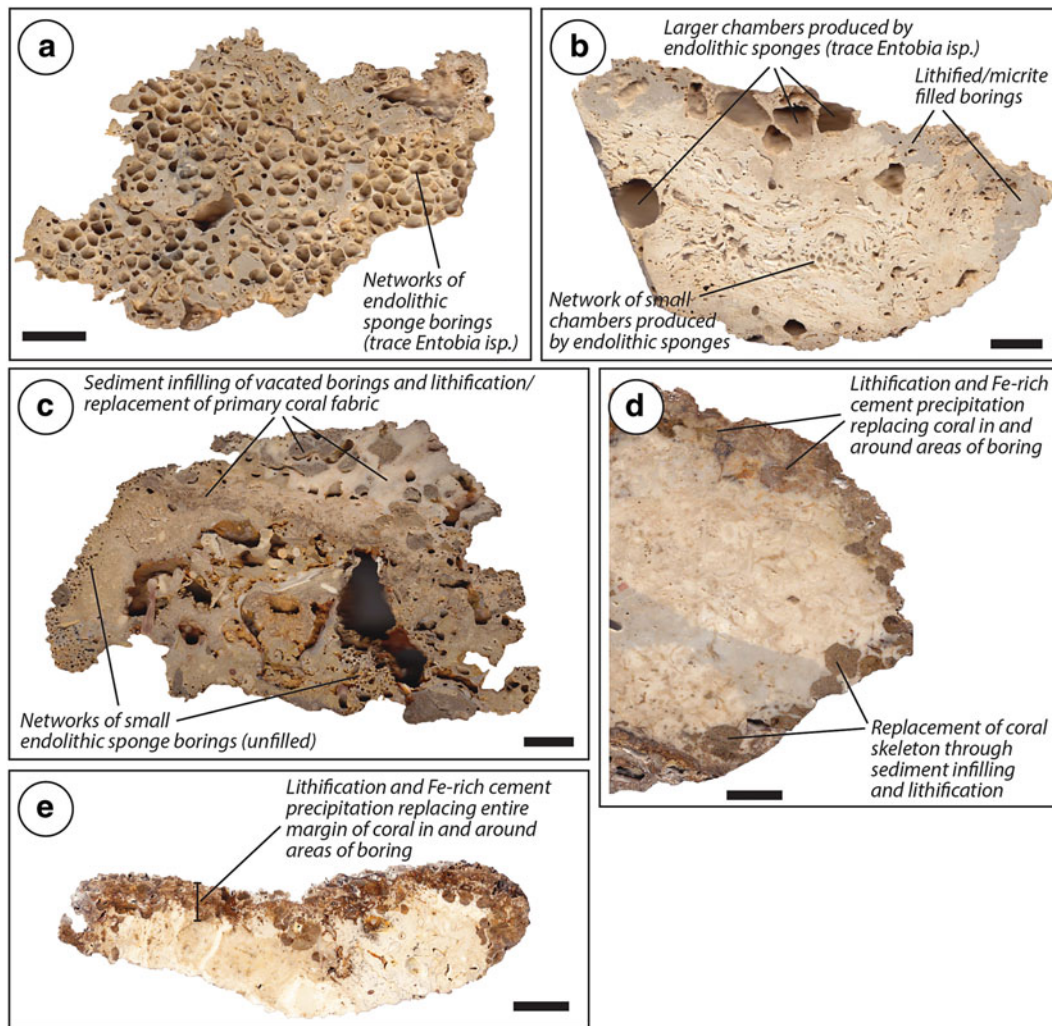 a
Networks of
endolithic
sponge borings
(trace Entobia isp.)
b
Larger chambers produced by
endolithic sponges (trace Entobia isp.)
Lithified/micrite
filled borings
Network of small
chambers produced
by endolithic sponges
c
Sediment infilling of vacated borings and lithification/
replacement of primary coral fabric
Networks of small
endolithic sponge borings (unfilled)
d
Lithification and Fe-rich
cement precipitation
replacing coral in and
around areas of boring
Replacement of coral
skeleton through
sediment infilling
and lithification
e
Lithification and Fe-rich cement
precipitation replacing entire
margin of coral in and around
areas of boring